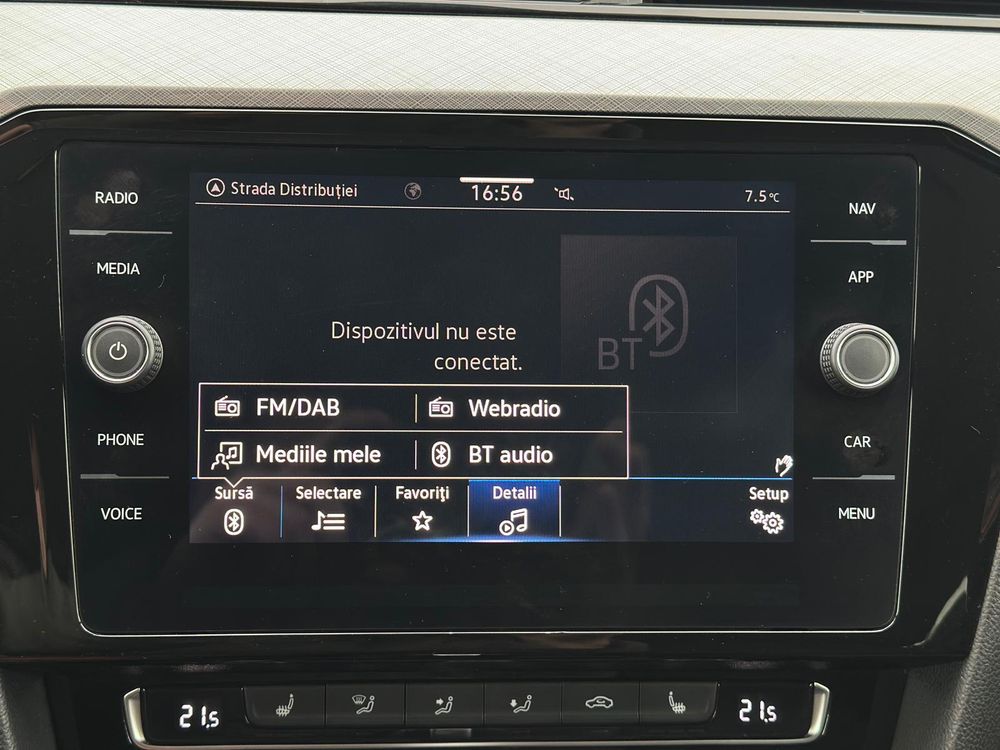 Strada Distribuției
16:56
7.5°C
RADIO
NAV
MEDIA
APP
Dispozitivul nu este
conectat.
BT
FM/DAB
Webradio
Mediile mele
BT audio
PHONE
CAR
Sursă
Selectare
Favoriți
Detalii
Setup
VOICE
MENU
21,5
21,5